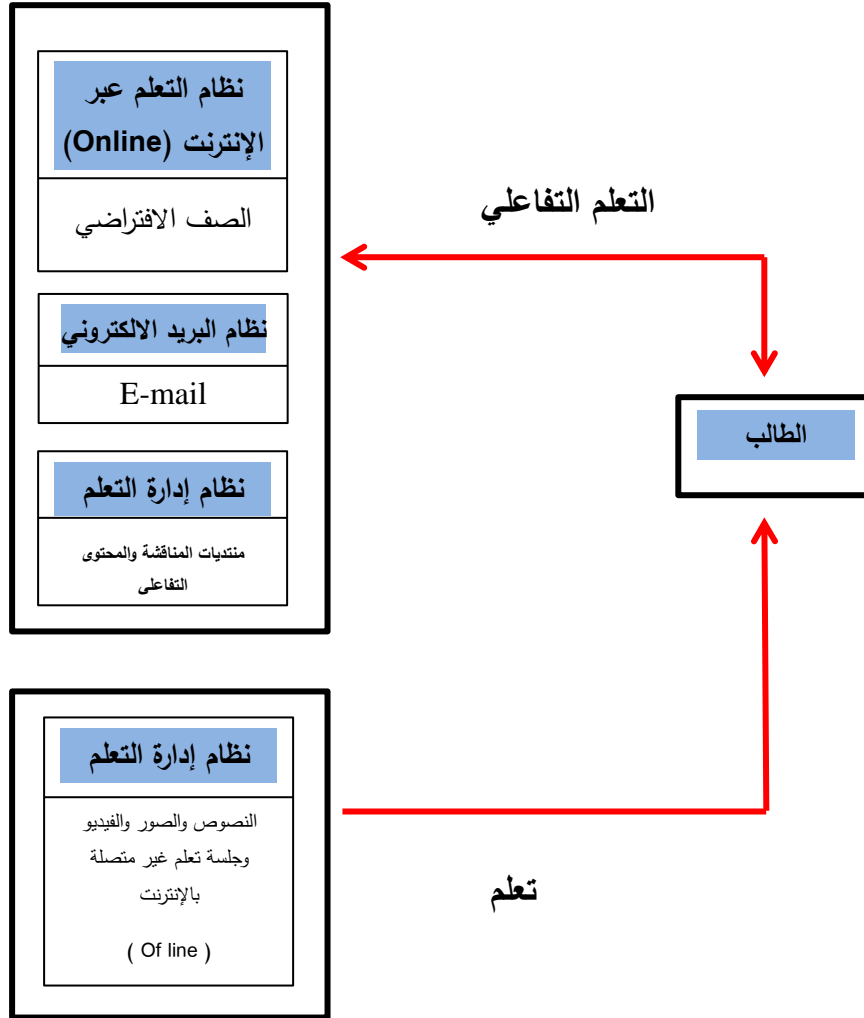 نظام التعلم عبر
الإنترنت (Online)
الصف الافتراضي
التعلم التفاعلي
نظام البريد الالكتروني
E-mail
الطالب
نظام إدارة التعلم
منتديات المناقشة والمحتوى
التفاعلى
نظام إدارة التعلم
النصوص والصور والفيديو
وجلسة تعلم غير متصلة
بالإنترنت
( Of line )
تعلم